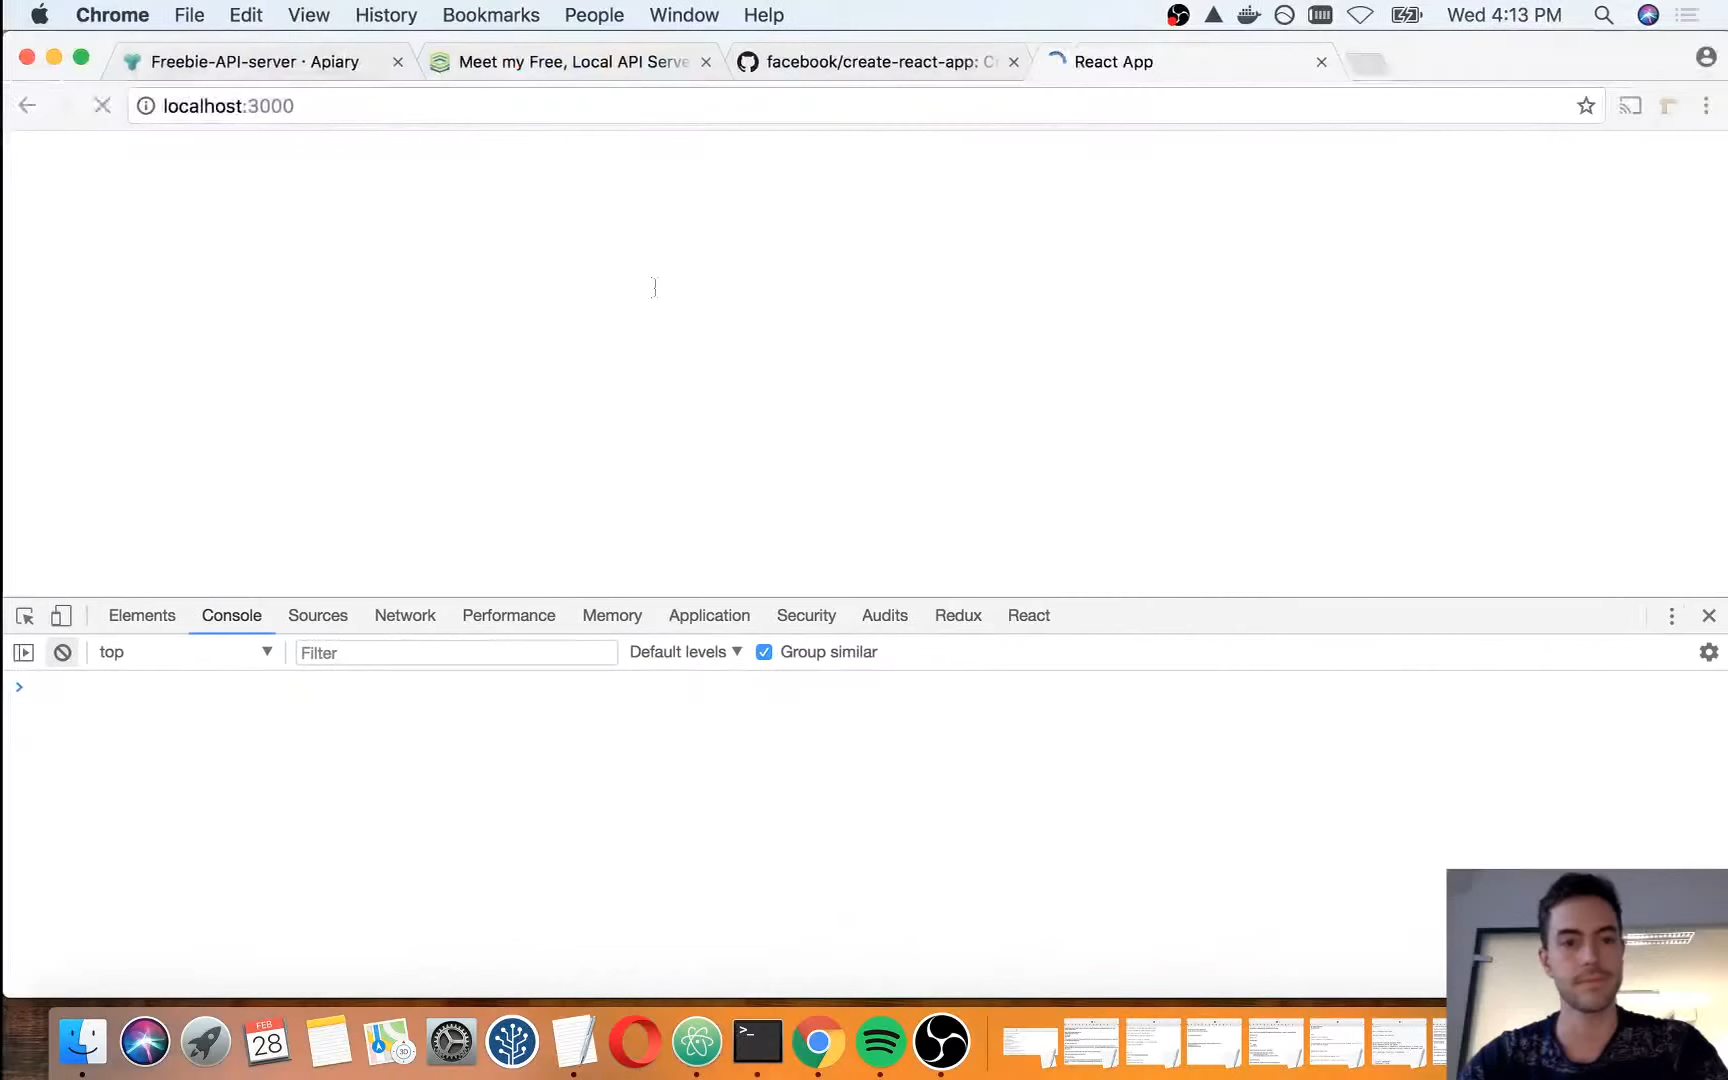 Chrome File Edit View History Bookmarks People Window Help Wed 4:13 PM
Freebie-API-server · Apiary Meet my Free, Local API Serve facebook/create-react-app: C React App
localhost:3000
Elements Console Sources Network Performance Memory Application Security Audits Redux React
top Filter Default levels Group similar
FEB
28